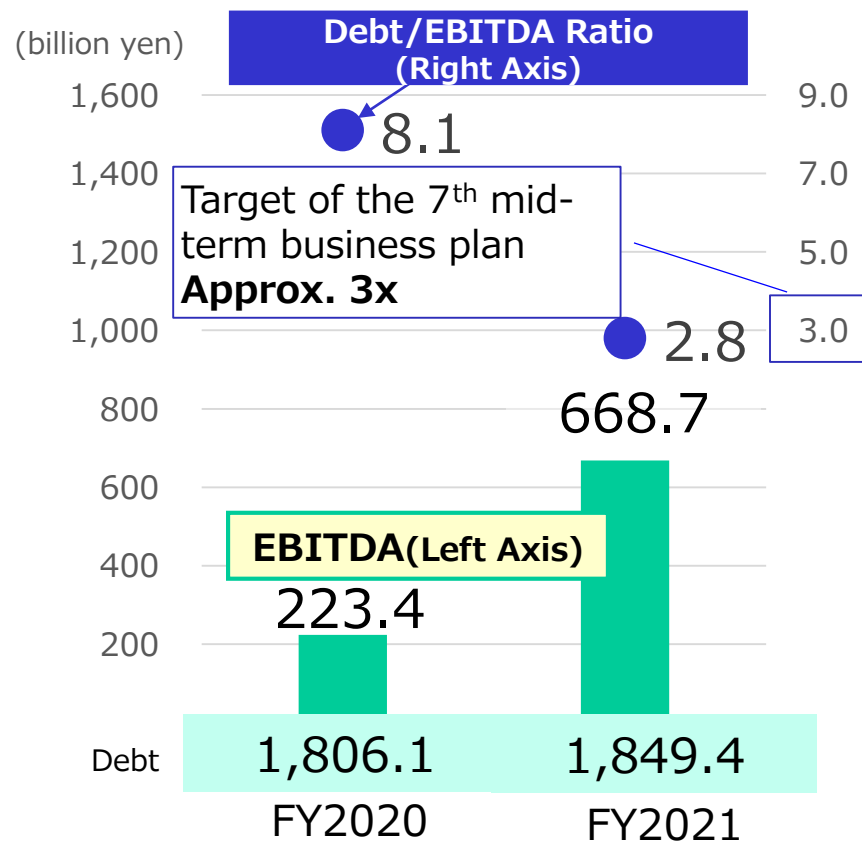 (billion yen)
Debt/EBITDA Ratio
(Right Axis)
1,600
9.0
8.1
1,400
7.0
Target of the 7th mid-
term business plan
Approx. 3x
1,200
5.0
1,000
3.0
2.8
800
668.7
600
EBITDA(Left Axis)
400
223.4
200
Debt
1,806.1
1,849.4
FY2020
FY2021